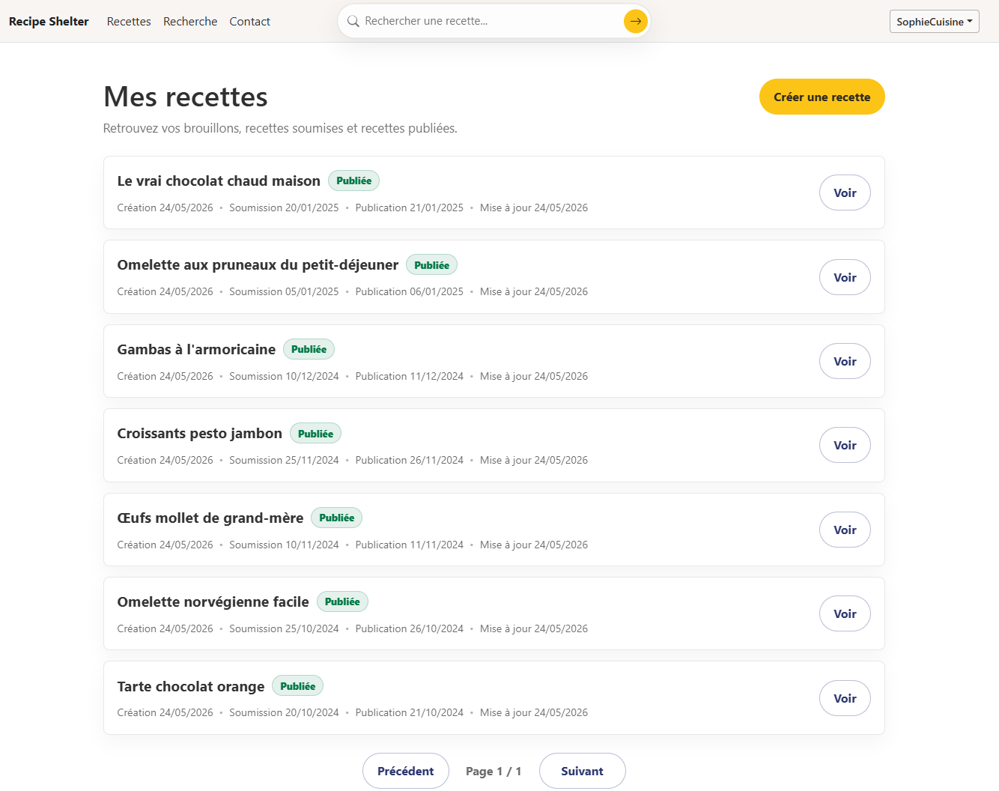 Recipe Shelter Recettes Recherche Contact Rechercher une recette... SophieCuisine
Mes recettes
Créer une recette
Retrouvez vos brouillons, recettes soumises et recettes publiées.
Le vrai chocolat chaud maison Publiée
Création 24/05/2026 • Soumission 20/01/2025 • Publication 21/01/2025 • Mise à jour 24/05/2026
Voir
Omelette aux pruneaux du petit-déjeuner Publiée
Création 24/05/2026 • Soumission 05/01/2025 • Publication 06/01/2025 • Mise à jour 24/05/2026
Voir
Gambas à l'armoricaine Publiée
Création 24/05/2026 • Soumission 10/12/2024 • Publication 11/12/2024 • Mise à jour 24/05/2026
Voir
Croissants pesto jambon Publiée
Création 24/05/2026 • Soumission 25/11/2024 • Publication 26/11/2024 • Mise à jour 24/05/2026
Voir
Œufs mollet de grand-mère Publiée
Création 24/05/2026 • Soumission 10/11/2024 • Publication 11/11/2024 • Mise à jour 24/05/2026
Voir
Omelette norvégienne facile Publiée
Création 24/05/2026 • Soumission 25/10/2024 • Publication 26/10/2024 • Mise à jour 24/05/2026
Voir
Tarte chocolat orange Publiée
Création 24/05/2026 • Soumission 20/10/2024 • Publication 21/10/2024 • Mise à jour 24/05/2026
Voir
Précédent Page 1 / 1 Suivant